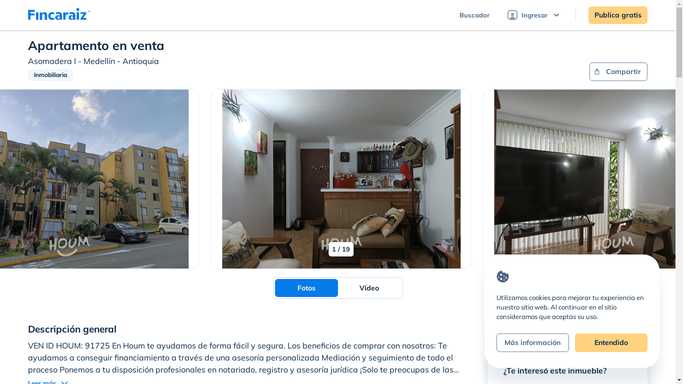 Fincaraiz
Buscador
Ingresar
Publica gratis
Apartamento en venta
Asomadera I - Medellín - Antioquia
Inmobiliaria
Compartir
HOUM
HOUM
HOUM
1 / 19
Fotos
Video
Utilizamos cookies para mejorar tu experiencia en
nuestro sitio web. Al continuar en el sitio
consideramos que aceptas su uso.
Más información
Entendido
Descripción general
VEN ID HOUM: 91725 En Houm te ayudamos de forma fácil y segura. Los beneficios de comprar con nosotros: Te
ayudamos a conseguir financiamiento a través de una asesoría personalizada Mediación y seguimiento de todo el
proceso Ponemos a tu disposición profesionales en notariado, registro y asesoría jurídica ¡Solo te preocupas de las...
Leer más
¿Te interesó este inmueble?